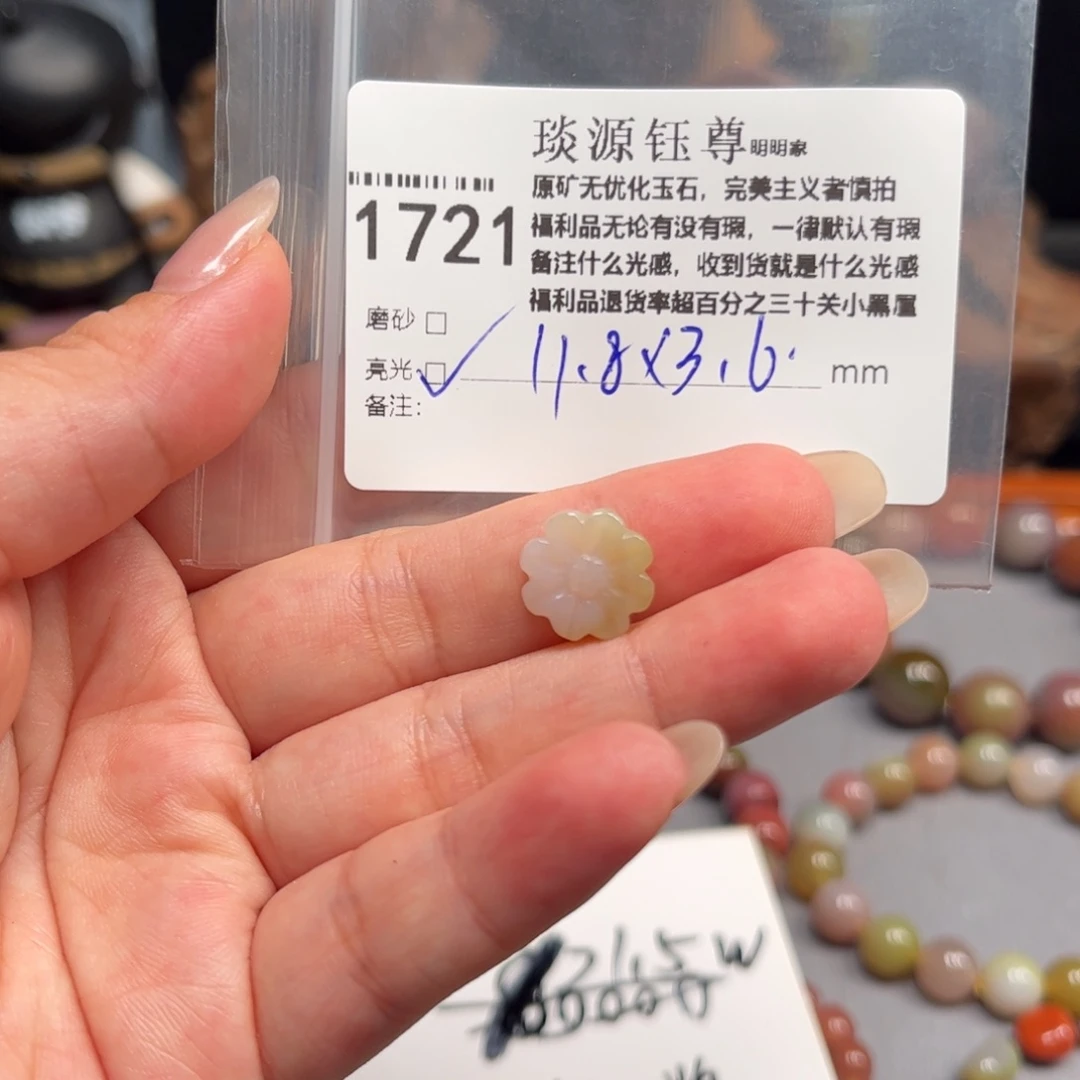 琰源钰尊明明家
原矿无优化玉石，完美主义者慎拍
1721
福利品无论有没有瑕，一律默认有瑕
备注什么光感，收到货就是什么光感
福利品退货率超百分之三十关小黑屋
磨砂□
亮光□✓ 11.8x3.6 mm
备注：
21.5W